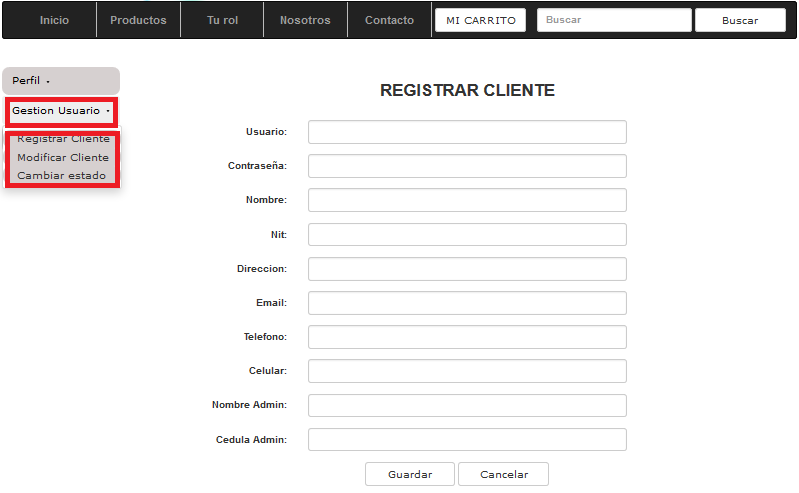 Inicio Productos Tu rol Nosotros Contacto MI CARRITO Buscar Buscar
Perfil
Gestion Usuario
Registrar Cliente
Modificar Cliente
Cambiar estado
REGISTRAR CLIENTE
Usuario:
Contraseña:
Nombre:
Nit:
Direccion:
Email:
Telefono:
Celular:
Nombre Admin:
Cedula Admin:
Guardar Cancelar